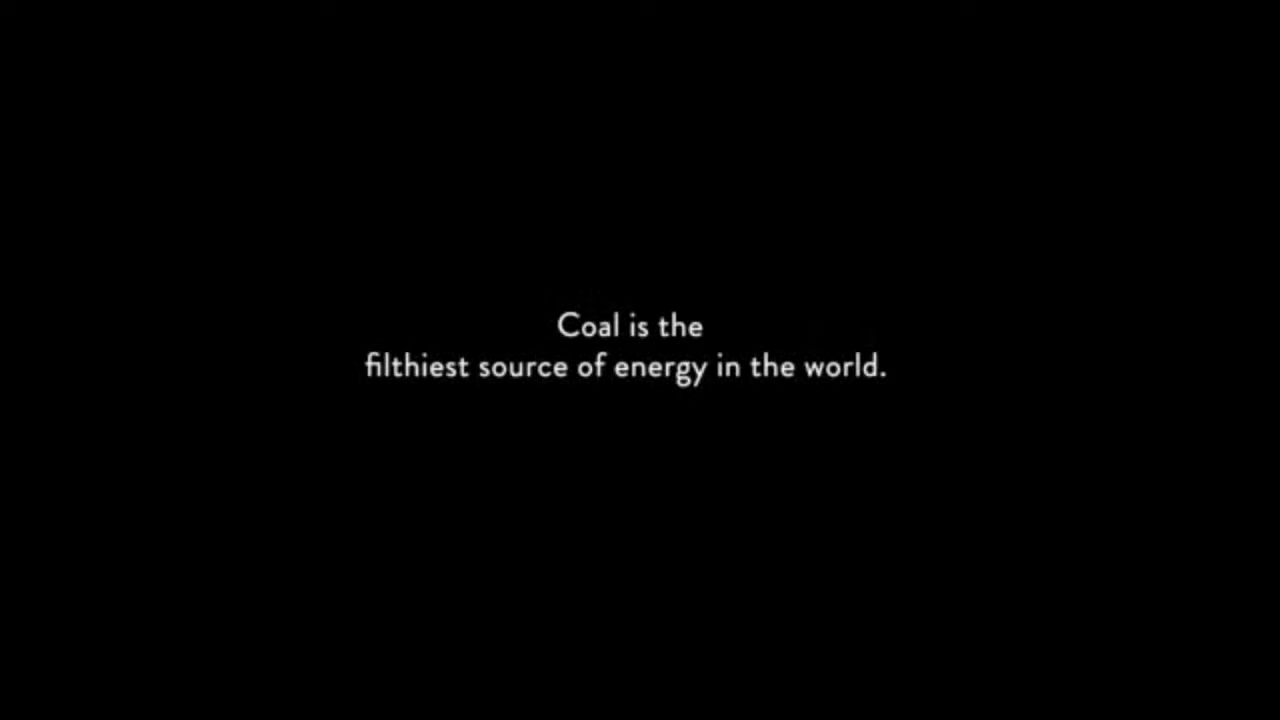 Coal is the
filthiest source of energy in the world.